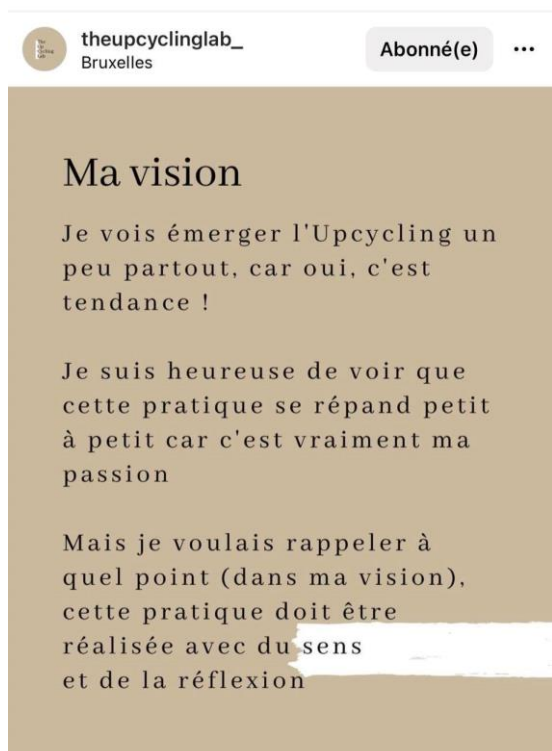 theupcyclinglab_
Bruxelles
Abonné(e)
Ma vision
Je vois émerger l'Upcycling un
peu partout, car oui, c'est
tendance !
Je suis heureuse de voir que
cette pratique se répand petit
à petit car c'est vraiment ma
passion
Mais je voulais rappeler à
quel point (dans ma vision),
cette pratique doit être
réalisée avec du sens
et de la réflexion